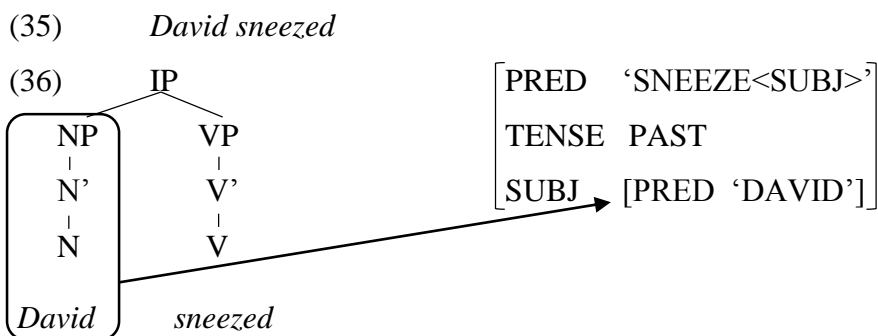 (35) David sneezed
(36) IP [PRED ‘SNEEZE<SUBJ>’]
NP VP TENSE PAST
N’ V’ SUBJ [PRED ‘DAVID’]
N V
David sneezed